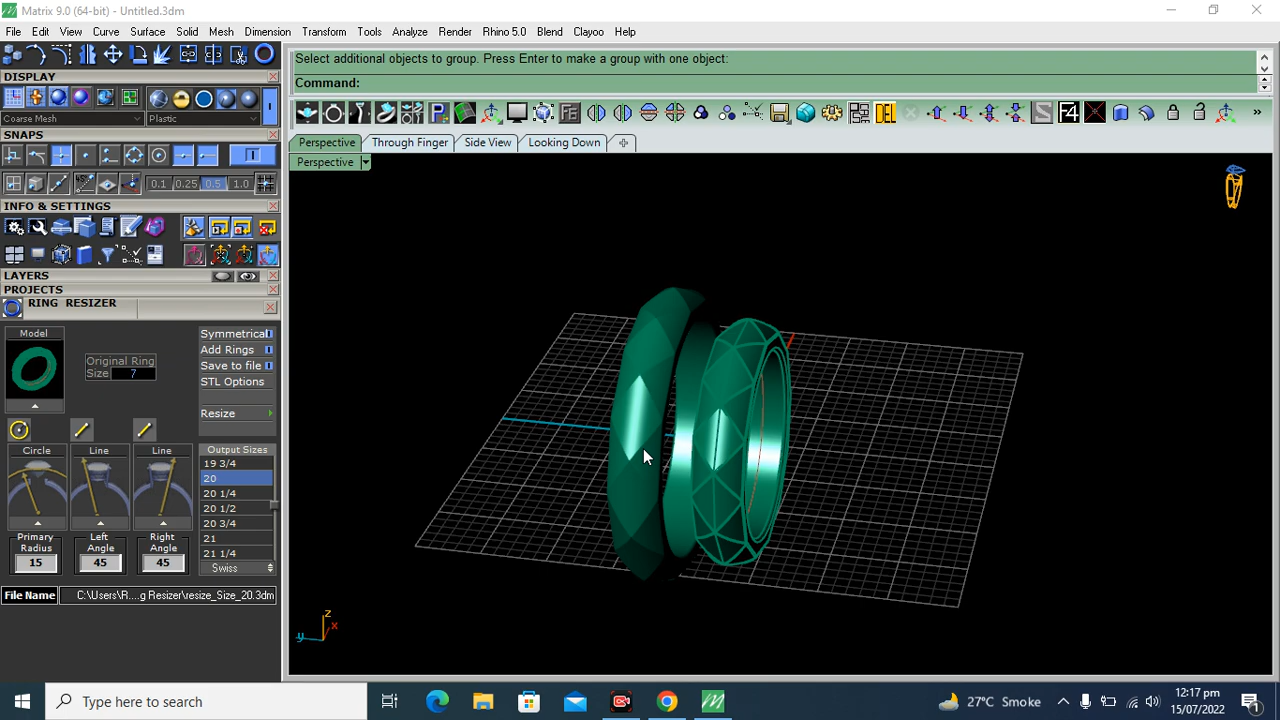 Matrix 9.0 (64-bit) - Untitled.3dm
File Edit View Curve Surface Solid Mesh Dimension Transform Tools Analyze Render Rhino 5.0 Blend Clayoo Help
Select additional objects to group. Press Enter to make a group with one object:
Command:
DISPLAY
Coarse Mesh
Plastic
SNAPS
0.1 0.25 0.5 1.0
INFO & SETTINGS
LAYERS
PROJECTS
RING RESIZER
Perspective Through Finger Side View Looking Down
Perspective
Model
Original Ring
Size 7
Symmetrical
Add Rings
Save to file
STL Options
Resize
Circle Line Line
Output Sizes
19 3/4
20
20 1/4
20 1/2
20 3/4
21
21 1/4
Swiss
Primary Radius
15
Left Angle
45
Right Angle
45
File Name C:\Users\R....g Resizer\resize_Size_20.3dm
z
x
y
Type here to search
27°C Smoke
12:17 pm
15/07/2022
1